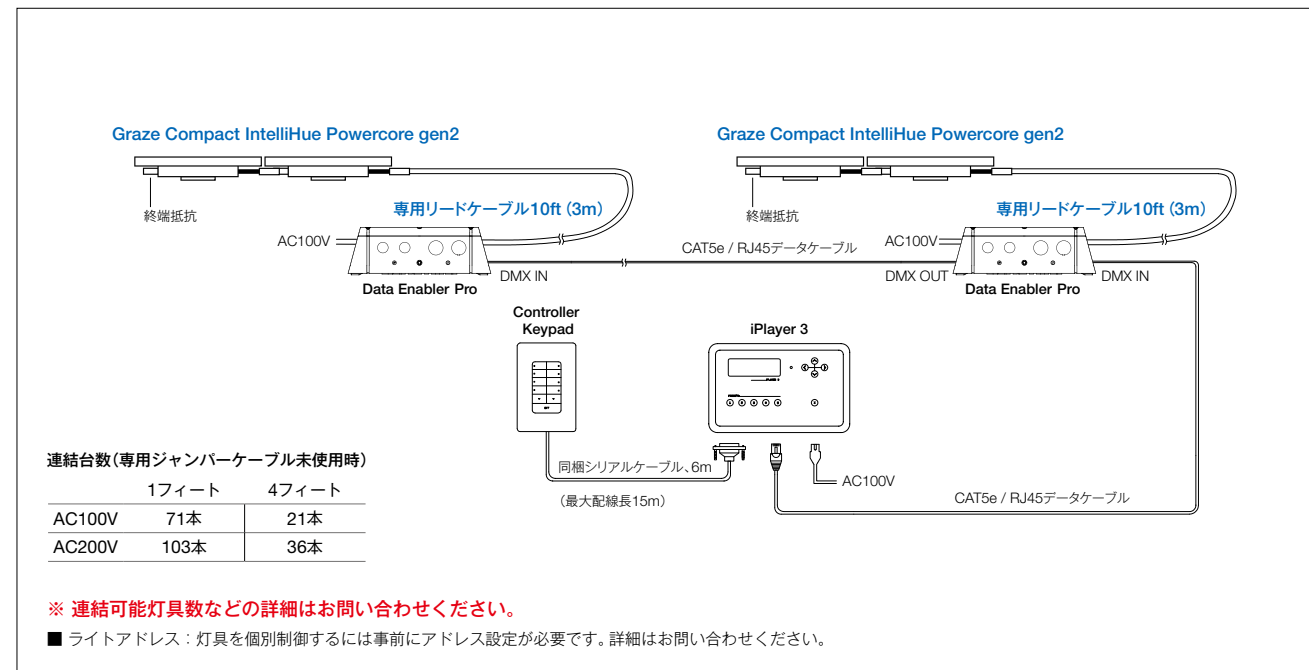 Graze Compact IntelliHue Powercore gen2
Graze Compact IntelliHue Powercore gen2
終端抵抗
専用リードケーブル10ft (3m)
終端抵抗
専用リードケーブル10ft (3m)
AC100V
CAT5e / RJ45データケーブル
AC100V
DMX IN
DMX OUT
DMX IN
Data Enabler Pro
Data Enabler Pro
Controller
Keypad
iPlayer 3
同梱シリアルケーブル、6m
(最大配線長15m)
AC100V
CAT5e / RJ45データケーブル
連結台数(専用ジャンパーケーブル未使用時)
1フィート 4フィート
AC100V 71本 21本
AC200V 103本 36本
※ 連結可能灯具数などの詳細はお問い合わせください。
■ ライトアドレス：灯具を個別制御するには事前にアドレス設定が必要です。詳細はお問い合わせください。